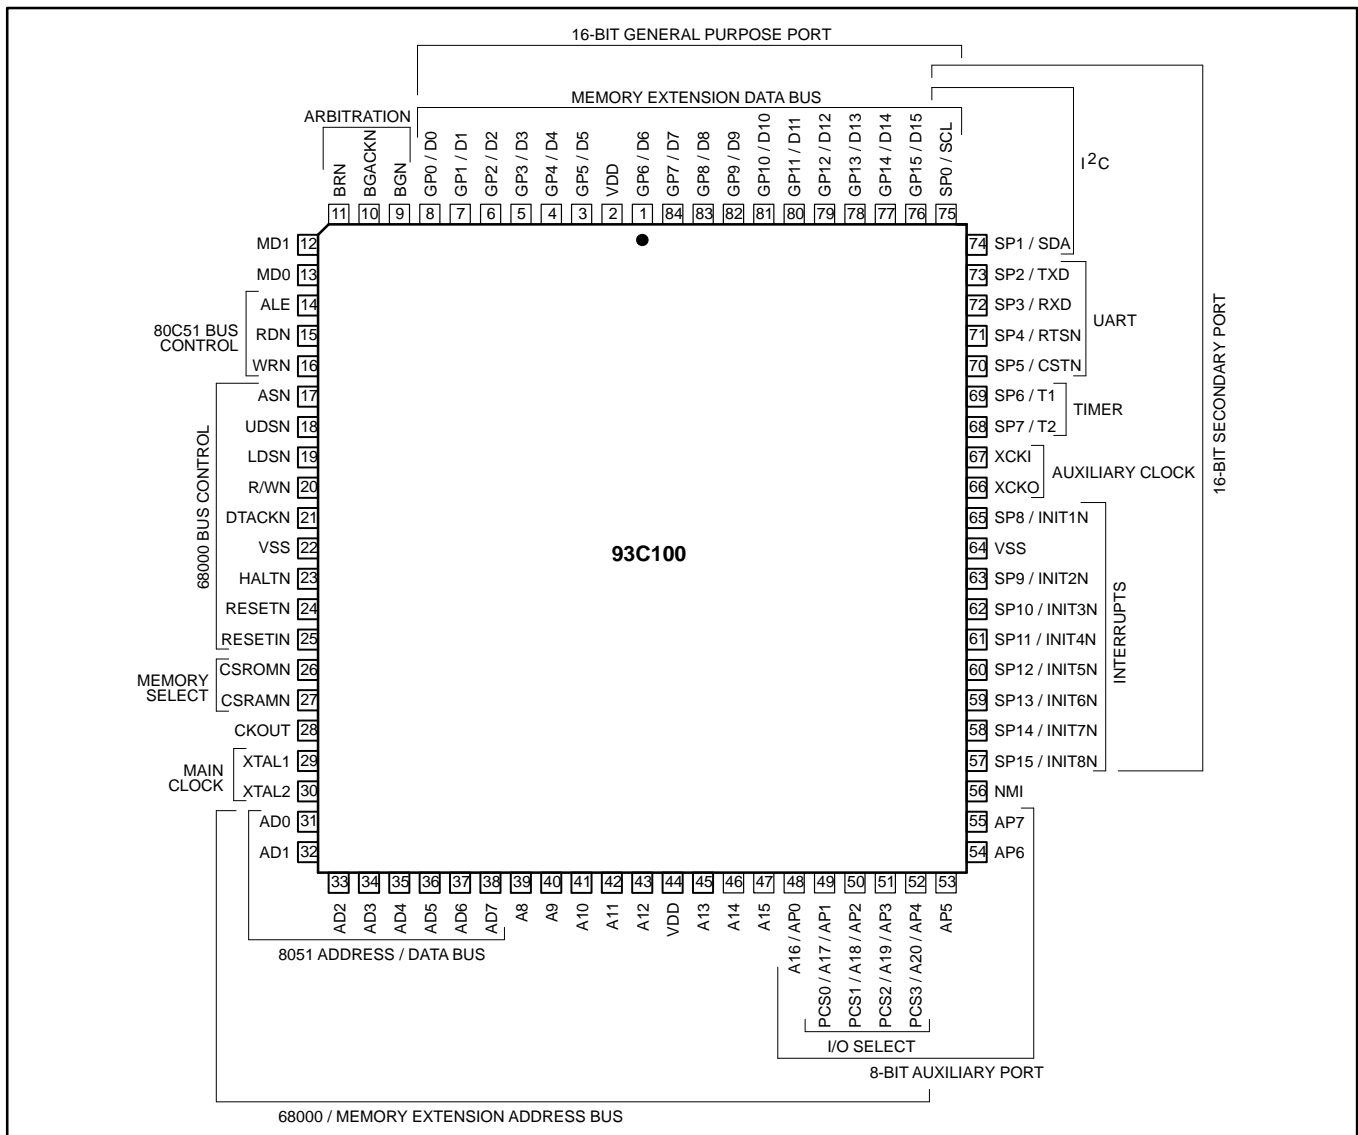 16-BIT GENERAL PURPOSE PORT
MEMORY EXTENSION DATA BUS
ARBITRATION
I2C
BRN
BGACKN
BGN
GP0 / D0
GP1 / D1
GP2 / D2
GP3 / D3
GP4 / D4
GP5 / D5
VDD
GP6 / D6
GP7 / D7
GP8 / D8
GP9 / D9
GP10 / D10
GP11 / D11
GP12 / D12
GP13 / D13
GP14 / D14
GP15 / D15
SP0 / SCL
11 10 9 8 7 6 5 4 3 2 1 84 83 82 81 80 79 78 77 76 75
MD1 12
MD0 13
ALE 14
RDN 15
WRN 16
80C51 BUS
CONTROL
ASN 17
UDSN 18
LDSN 19
R/WN 20
DTACKN 21
VSS 22
HALTN 23
RESETN 24
RESETIN 25
68000 BUS CONTROL
CSROMN 26
CSRAMN 27
MEMORY
SELECT
CKOUT 28
XTAL1 29
XTAL2 30
MAIN
CLOCK
AD0 31
AD1 32
93C100
74 SP1 / SDA
73 SP2 / TXD
72 SP3 / RXD
71 SP4 / RTSN
70 SP5 / CSTN
UART
69 SP6 / T1
68 SP7 / T2
TIMER
67 XCKI
66 XCKO
AUXILIARY CLOCK
65 SP8 / INIT1N
64 VSS
63 SP9 / INIT2N
62 SP10 / INIT3N
61 SP11 / INIT4N
60 SP12 / INIT5N
59 SP13 / INIT6N
58 SP14 / INIT7N
57 SP15 / INIT8N
INTERRUPTS
16-BIT SECONDARY PORT
56 NMI
55 AP7
54 AP6
33 34 35 36 37 38 39 40 41 42 43 44 45 46 47 48 49 50 51 52 53
AD2
AD3
AD4
AD5
AD6
AD7
A8
A9
A10
A11
A12
VDD
A13
A14
A15
A16 / AP0
PCS0 / A17 / AP1
PCS1 / A18 / AP2
PCS2 / A19 / AP3
PCS3 / A20 / AP4
AP5
8051 ADDRESS / DATA BUS
I/O SELECT
8-BIT AUXILIARY PORT
68000 / MEMORY EXTENSION ADDRESS BUS